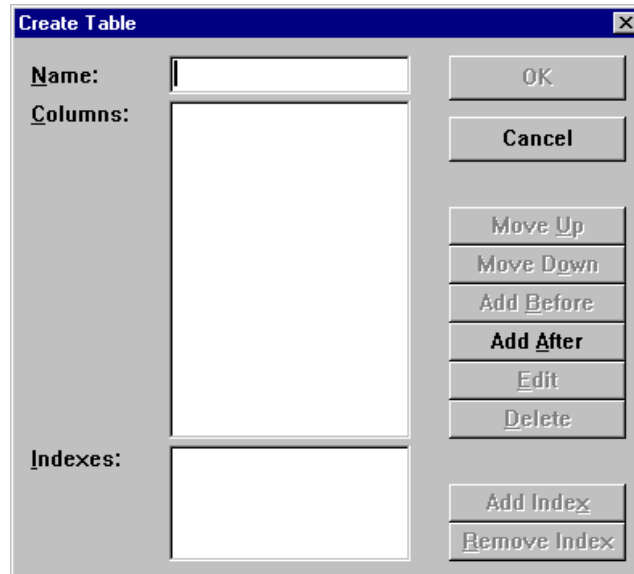 Create Table
Name:
OK
Columns:
Cancel
Move Up
Move Down
Add Before
Add After
Edit
Delete
Indexes:
Add Index
Remove Index